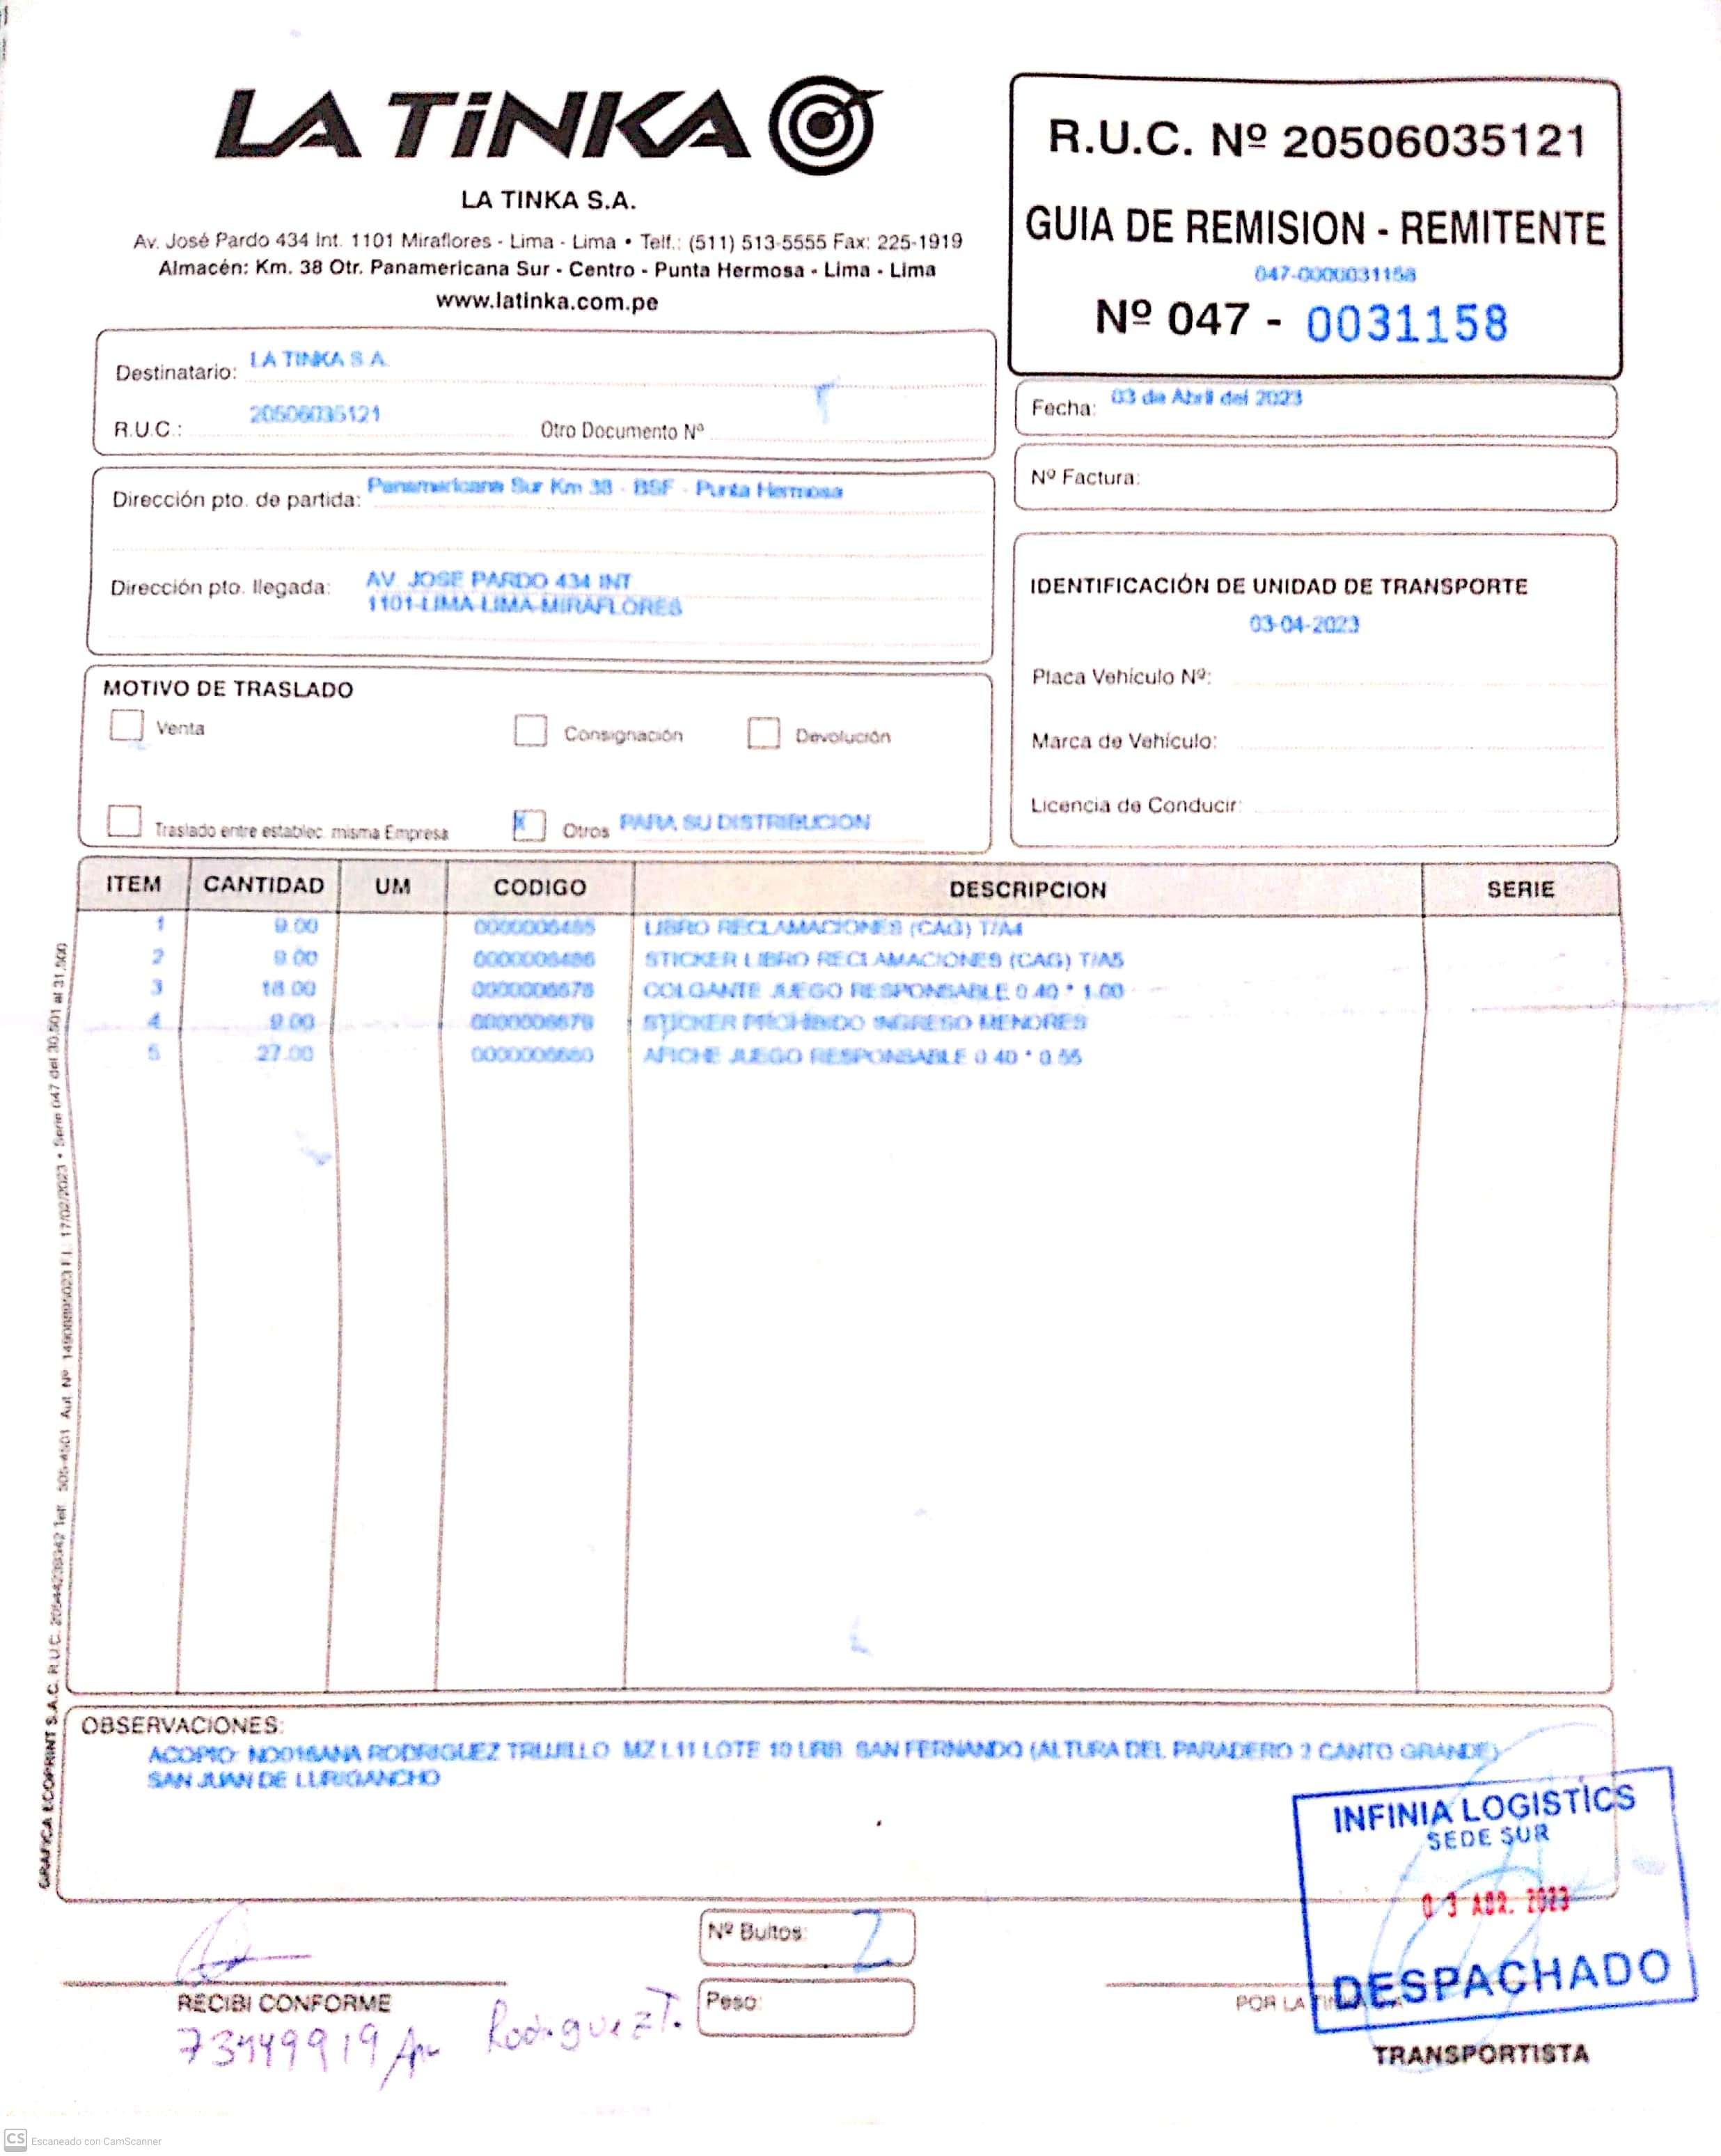 LA TiNKA
LA TINKA S.A.
Av. José Pardo 434 Int. 1101 Miraflores - Lima - Lima • Telf.: (511) 513-5555 Fax: 225-1919
Almacén: Km. 38 Otr. Panamericana Sur - Centro - Punta Hermosa - Lima - Lima
www.latinka.com.pe
R.U.C. Nº 20506035121
GUIA DE REMISION - REMITENTE
047-0000031158
Nº 047 - 0031158
Destinatario: LA TINKA S.A.
R.U.C.: 20506035121 Otro Documento Nº
Fecha: 03 de Abril del 2023
Nº Factura:
Dirección pto. de partida: Panamericana Sur Km 38 - BSF - Punta Hermosa
Dirección pto. llegada: AV. JOSE PARDO 434 INT
1101-LIMA-LIMA-MIRAFLORES
IDENTIFICACIÓN DE UNIDAD DE TRANSPORTE
03-04-2023
Placa Vehículo Nº:
Marca de Vehículo:
Licencia de Conducir:
MOTIVO DE TRASLADO
Venta Consignación Devolución
Traslado entre establec. misma Empresa X Otros PARA SU DISTRIBUCION
ITEM CANTIDAD UM CODIGO DESCRIPCION SERIE
1 9.00 0000006485 LIBRO RECLAMACIONES (CAG) T/A4
2 9.00 0000006486 STICKER LIBRO RECLAMACIONES (CAG) T/A5
3 18.00 0000006678 COLGANTE JUEGO RESPONSABLE 0.40 * 1.00
4 9.00 0000006679 STICKER PROHIBIDO INGRESO MENORES
5 27.00 0000006680 AFICHE JUEGO RESPONSABLE 0.40 * 0.55
GRAFICA ECOPRINT S.A.C. R.U.C. Telf. 505-4501 Aut. Nº F.I.: 17/02/2023 • Serie 047 del 30,501 al 31,500
OBSERVACIONES:
ACOPIO: NO016ANA RODRIGUEZ TRUJILLO MZ L11 LOTE 10 URB. SAN FERNANDO (ALTURA DEL PARADERO 2 CANTO GRANDE)
SAN JUAN DE LURIGANCHO
INFINIA LOGISTICS
SEDE SUR
03 ABR. 2023
DESPACHADO
Nº Bultos: 2
Peso:
RECIBI CONFORME
73449919 Rodriguez T.
POR LA TINKA
TRANSPORTISTA
CS Escaneado con CamScanner